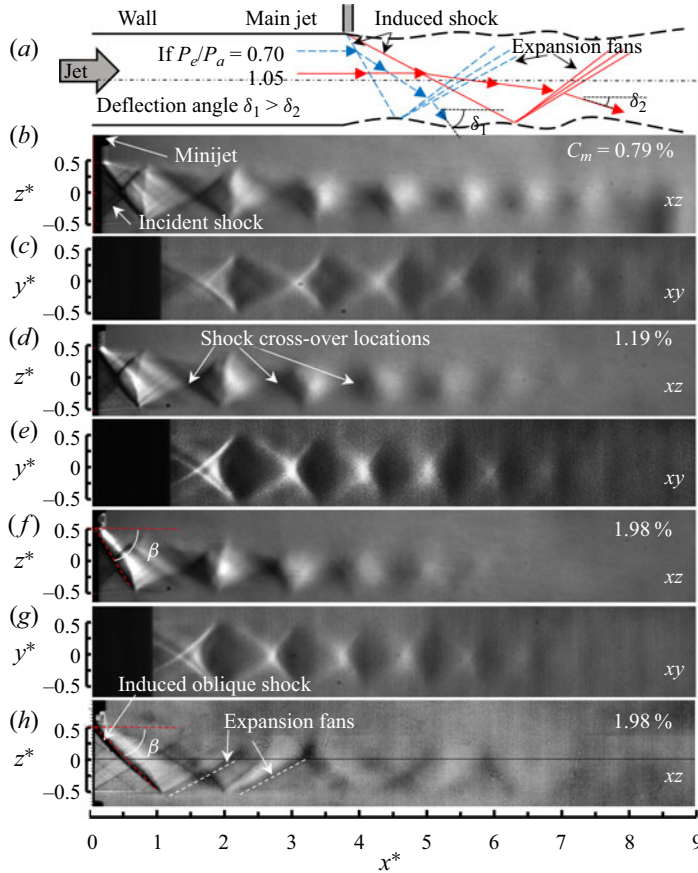 Wall Main jet Induced shock
(a) If Pe/Pa = 0.70 Expansion fans
Jet 1.05
Deflection angle δ1 > δ2 δ1 δ2
(b) Minijet Cm = 0.79 %
0.5
z* 0 Incident shock xz
–0.5
(c)
0.5
y* 0
–0.5 xy
(d) Shock cross-over locations 1.19 %
0.5
z* 0
–0.5 xz
(e)
0.5
y* 0
–0.5 xy
(f) 1.98 %
0.5
z* 0 β
–0.5 xz
(g)
0.5
y* 0
–0.5 xy
Induced oblique shock
(h) Expansion fans 1.98 %
0.5
z* 0 β
–0.5 xz
0 1 2 3 4 5 6 7 8 9
x*